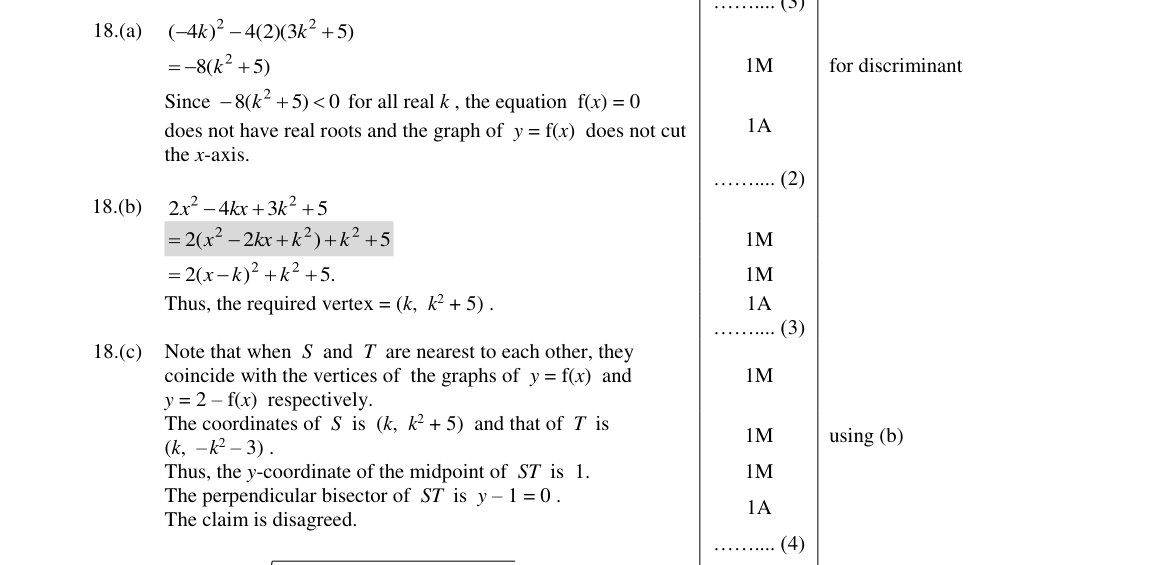 .......... (3)
18.(a) (–4k)² – 4(2)(3k² + 5)
= –8(k² + 5) 1M for discriminant
Since –8(k² + 5) < 0 for all real k , the equation f(x) = 0
does not have real roots and the graph of y = f(x) does not cut 1A
the x-axis.
.......... (2)
18.(b) 2x² – 4kx + 3k² + 5
= 2(x² – 2kx + k²) + k² + 5 1M
= 2(x – k)² + k² + 5. 1M
Thus, the required vertex = (k, k² + 5) . 1A
.......... (3)
18.(c) Note that when S and T are nearest to each other, they
coincide with the vertices of the graphs of y = f(x) and 1M
y = 2 – f(x) respectively.
The coordinates of S is (k, k² + 5) and that of T is 1M using (b)
(k, –k² – 3) .
Thus, the y-coordinate of the midpoint of ST is 1. 1M
The perpendicular bisector of ST is y – 1 = 0 . 1A
The claim is disagreed.
.......... (4)